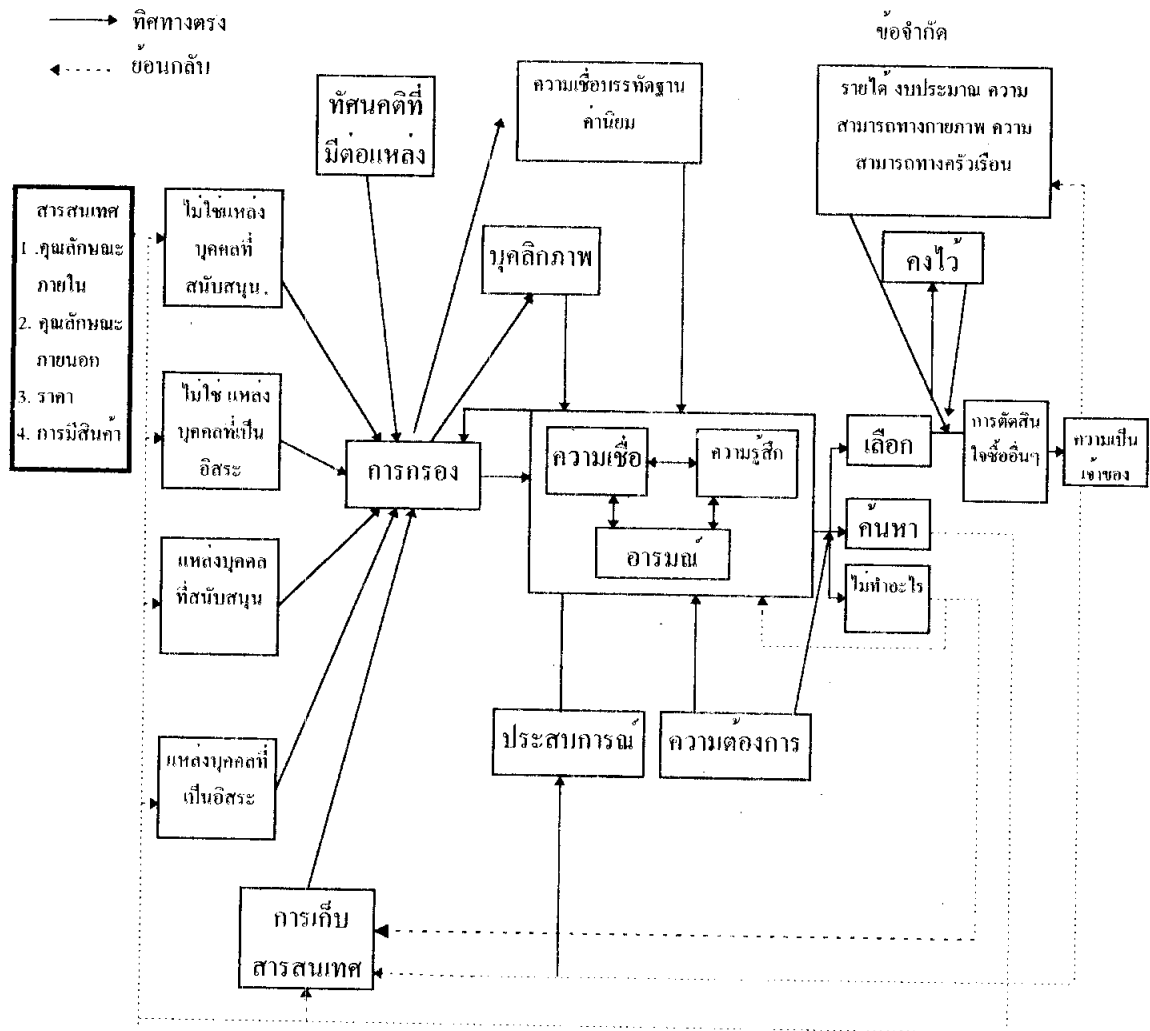 ทิศทางตรง
ย้อนกลับ
ข้อจำกัด
ทัศนคติที่
มีต่อแหล่ง
ความเชื่อบรรทัดฐาน
ค่านิยม
รายได้ งบประมาณ ความ
สามารถทางกายภาพ ความ
สามารถทางครัวเรือน
สารสนเทศ
1 .คุณลักษณะ
ภายใน
2. คุณลักษณะ
ภายนอก
3. ราคา
4. การมีสินค้า
ไม่ใช่แหล่ง
บุคคลที่
สนับสนุน.
บุคลิกภาพ
คงไว้
ไม่ใช่ แหล่ง
บุคคลที่เป็น
อิสระ
การกรอง
ความเชื่อ
ความรู้สึก
อารมณ์
เลือก
ค้นหา
ไม่ทำอะไร
การตัดสิน
ใจซื้ออื่นๆ
ความเป็น
เจ้าของ
แหล่งบุคคล
ที่สนับสนุน
แหล่งบุคคลที่
เป็นอิสระ
ประสบการณ์
ความต้องการ
การเก็บ
สารสนเทศ